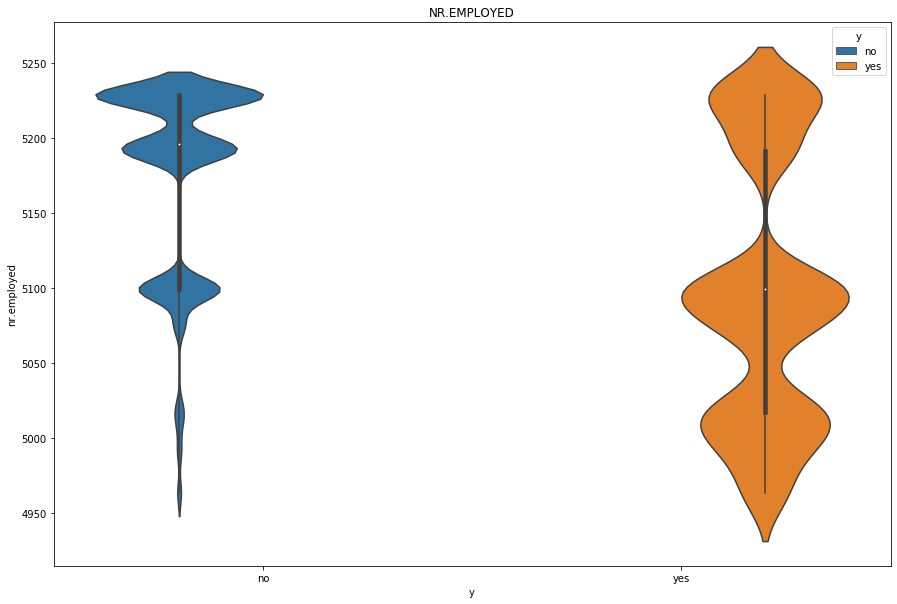 NR.EMPLOYED
y
no
yes
5250
5200
5150
5100
5050
5000
4950
nr.employed
no
yes
y